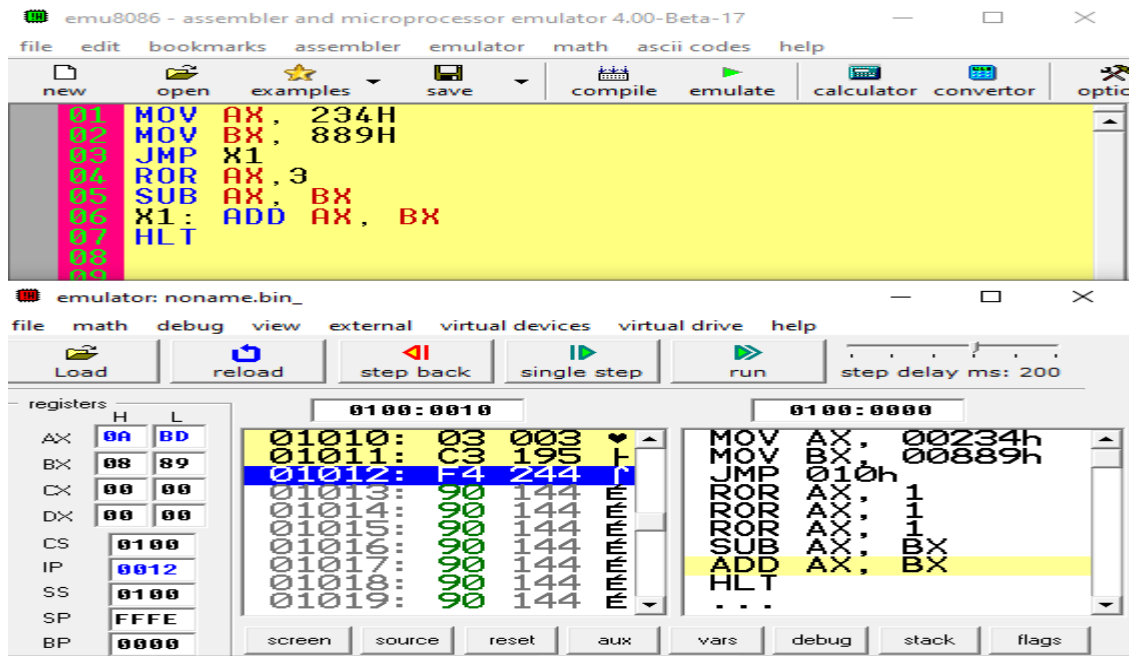 emu8086 - assembler and microprocessor emulator 4.00-Beta-17
file edit bookmarks assembler emulator math ascii codes help
new open examples save compile emulate calculator convertor optic
01 MOV AX, 234H
02 MOV BX, 889H
03 JMP X1
04 ROR AX,3
05 SUB AX, BX
06 X1: ADD AX, BX
07 HLT
08
09
emulator: noname.bin_
file math debug view external virtual devices virtual drive help
Load reload step back single step run step delay ms: 200
registers
H L
AX 0A BD
BX 08 89
CX 00 00
DX 00 00
CS 0100
IP 0012
SS 0100
SP FFFE
BP 0000
0100:0010
01010: 03 003 ♥
01011: C3 195 ├
01012: F4 244 ⌠
01013: 90 144 É
01014: 90 144 É
01015: 90 144 É
01016: 90 144 É
01017: 90 144 É
01018: 90 144 É
01019: 90 144 É
0100:0000
MOV AX, 00234h
MOV BX, 00889h
JMP 010h
ROR AX, 1
ROR AX, 1
ROR AX, 1
SUB AX, BX
ADD AX, BX
HLT
...
screen source reset aux vars debug stack flags